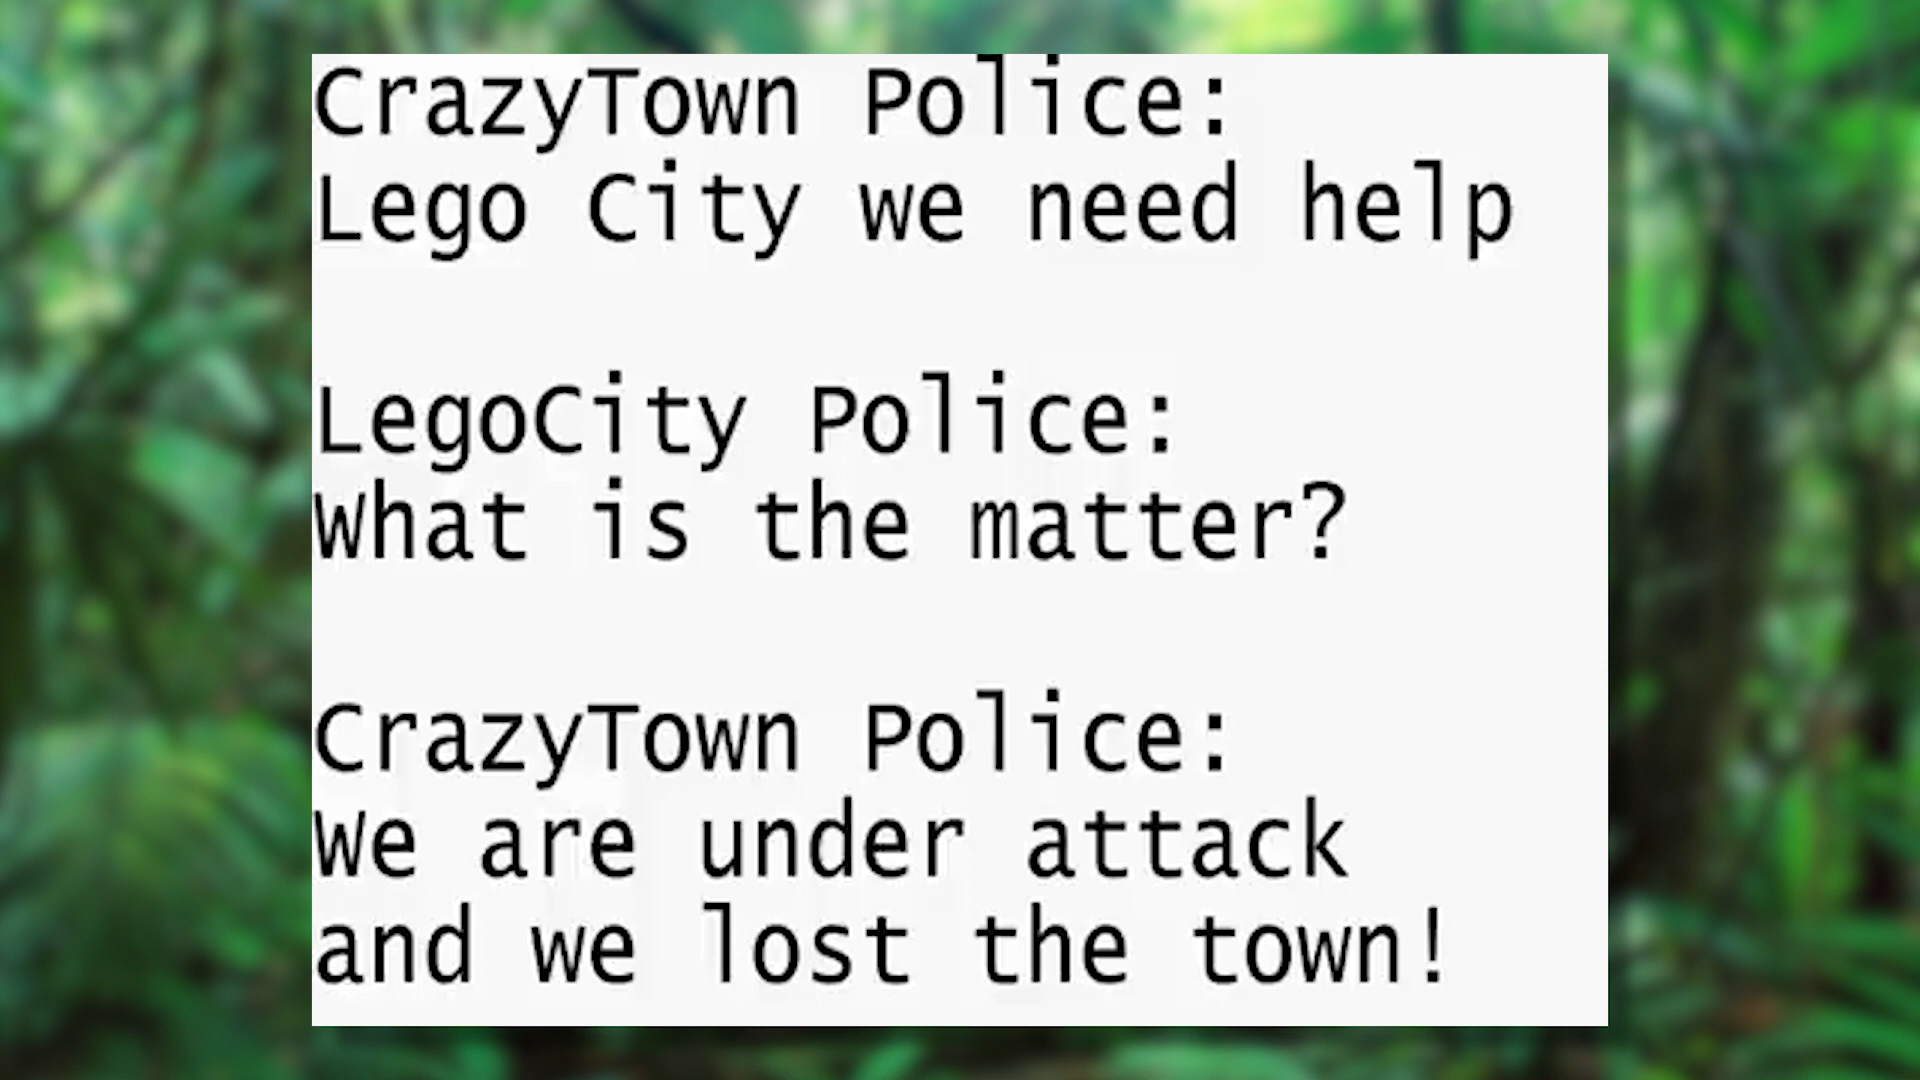 CrazyTown Police:
Lego City we need help
LegoCity Police:
What is the matter?
CrazyTown Police:
We are under attack
and we lost the town!